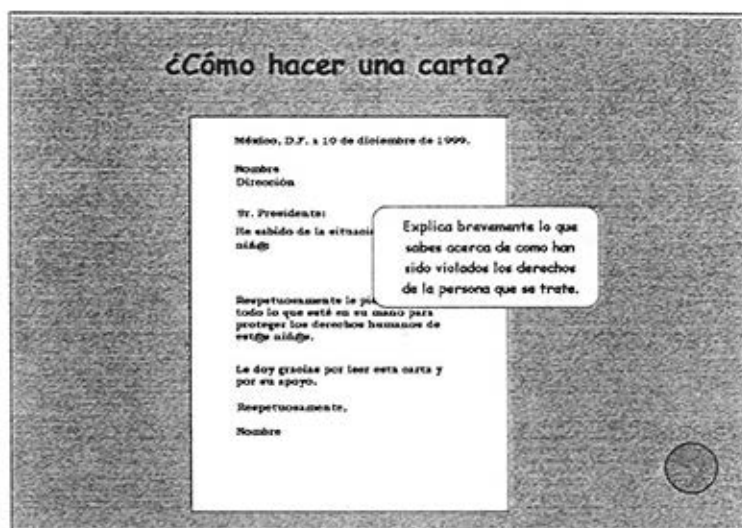 ¿Cómo hacer una carta?
México, D.F. a 10 de diciembre de 1999.
Nombre
Dirección
Sr. Presidente:
He sabido de la situaci
niñ@s
Explica brevemente lo que
sabes acerca de como han
sido violados los derechos
de la persona que se trate.
Respetuosamente le pi
todo lo que esté en su mano para
proteger los derechos humanos de
est@s niñ@s.
Le doy gracias por leer esta carta y
por su apoyo.
Respetuosamente,
Nombre